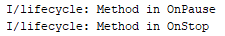 I/lifecycle: Method in OnPause
I/lifecycle: Method in OnStop